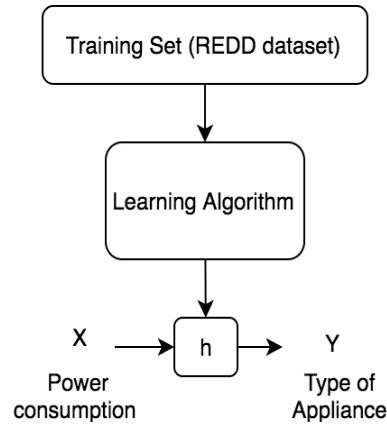 Training Set (REDD dataset)
Learning Algorithm
X
h
Y
Power
consumption
Type of
Appliance